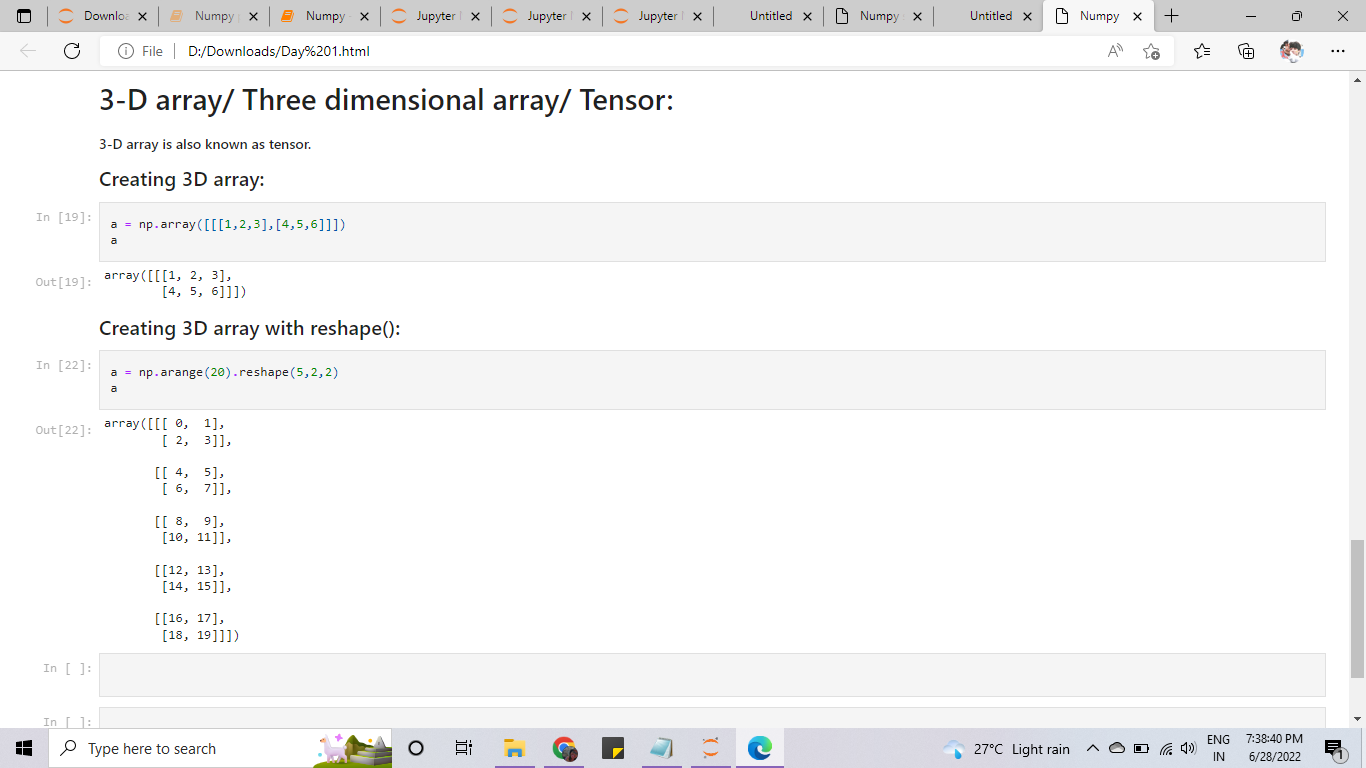 Downloa
Numpy
Numpy
Jupyter
Jupyter
Jupyter
Untitled
Numpy
Untitled
Numpy
File
D:/Downloads/Day%201.html
3-D array/ Three dimensional array/ Tensor:
3-D array is also known as tensor.
Creating 3D array:
In [19]:
a = np.array([[[1,2,3],[4,5,6]]])
a
Out[19]:
array([[[1, 2, 3],
[4, 5, 6]]])
Creating 3D array with reshape():
In [22]:
a = np.arange(20).reshape(5,2,2)
a
Out[22]:
array([[[ 0,  1],
[ 2,  3]],
[[ 4,  5],
[ 6,  7]],
[[ 8,  9],
[10, 11]],
[[12, 13],
[14, 15]],
[[16, 17],
[18, 19]]])
In [ ]:
In [ ]:
Type here to search
27°C Light rain
ENG
IN
7:38:40 PM
6/28/2022
1